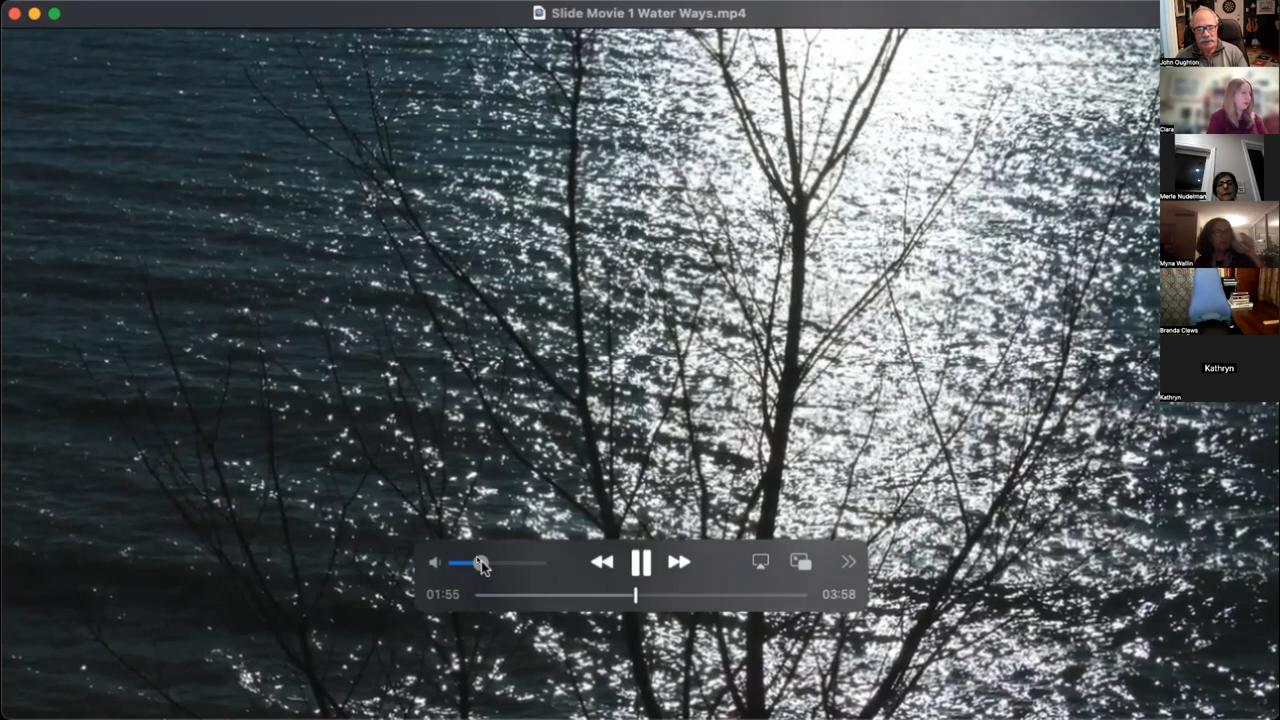 Slide Movie 1 Water Ways.mp4
John Oughton
Clara
Merle Nudelman
Myna Wallin
Brenda Clews
Kathryn
Kathryn
01:55
03:58